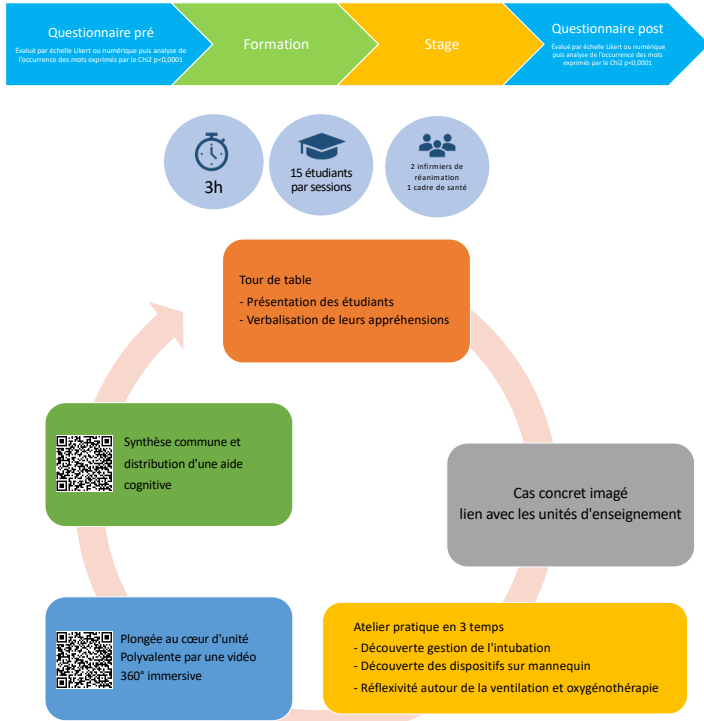 Questionnaire pré
Évalué par échelle Likert ou numérique puis analyse de
l'occurrence des mots exprimés par le Chi2 p<0,0001
Formation
Stage
Questionnaire post
Évalué par échelle Likert ou numérique
puis analyse de l'occurrence des mots
exprimés par le Chi2 p<0,0001
3h
15 étudiants
par sessions
2 infirmiers de
réanimation
1 cadre de santé
Tour de table
- Présentation des étudiants
- Verbalisation de leurs appréhensions
Cas concret imagé
lien avec les unités d'enseignement
Atelier pratique en 3 temps
- Découverte gestion de l'intubation
- Découverte des dispositifs sur mannequin
- Réflexivité autour de la ventilation et oxygénothérapie
Plongée au cœur d'unité
Polyvalente par une vidéo
360° immersive
Synthèse commune et
distribution d'une aide
cognitive